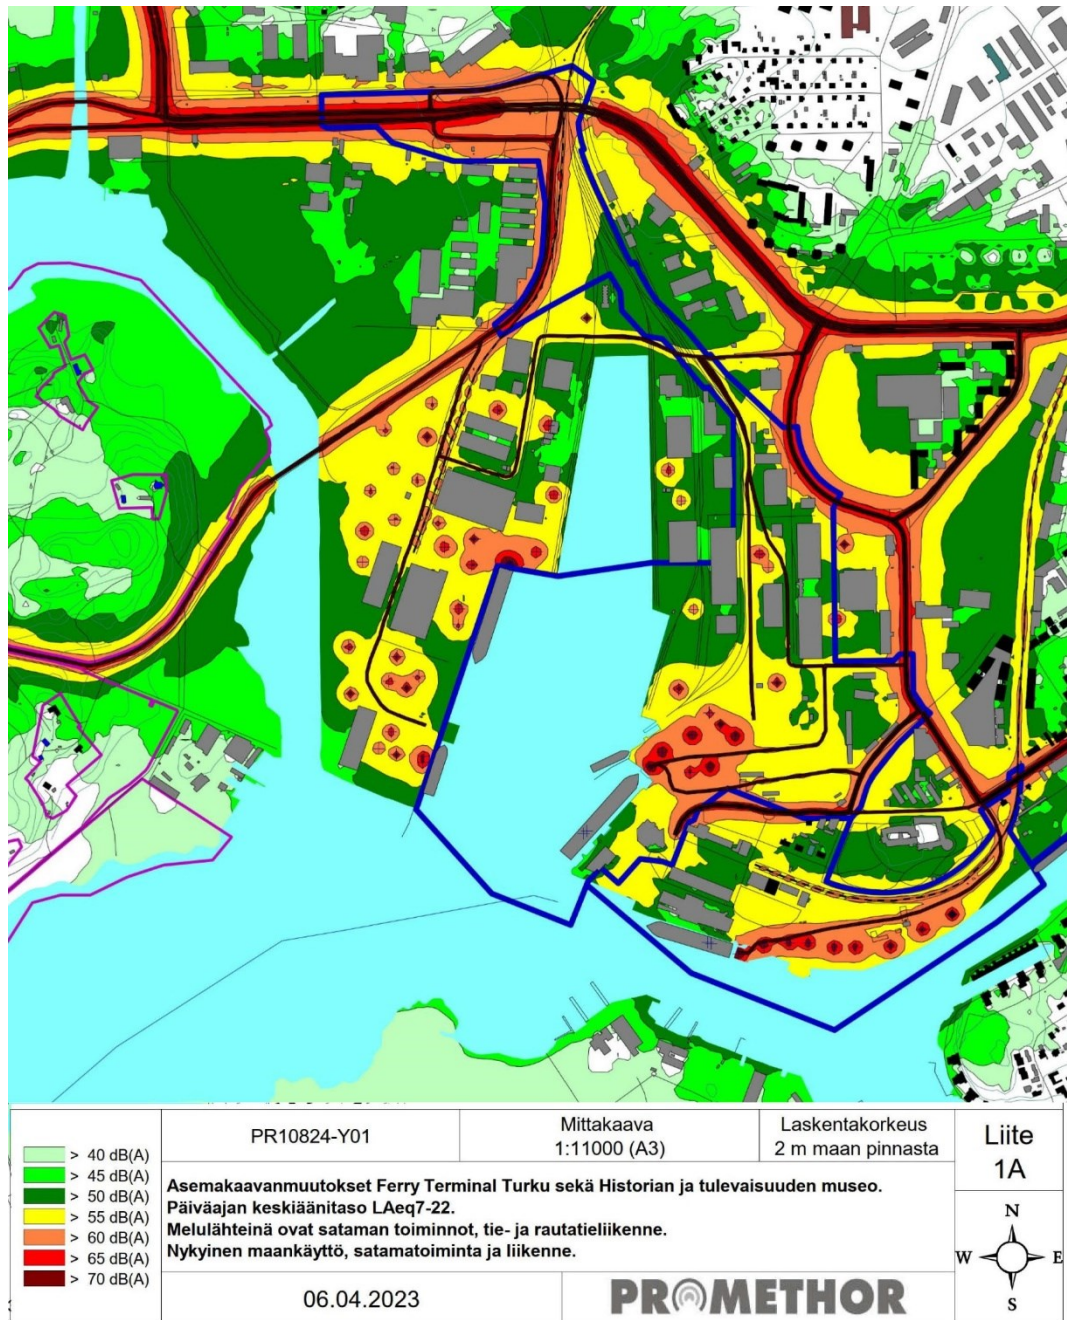 PR10824-Y01
Mittakaava
1:11000 (A3)
Laskentakorkeus
2 m maan pinnasta
Liite
1A
> 40 dB(A)
> 45 dB(A)
> 50 dB(A)
> 55 dB(A)
> 60 dB(A)
> 65 dB(A)
> 70 dB(A)
Asemakaavanmuutokset Ferry Terminal Turku sekä Historian ja tulevaisuuden museo.
Päiväajan keskiäänitaso LAeq7-22.
Melulähteinä ovat sataman toiminnot, tie- ja rautatieliikenne.
Nykyinen maankäyttö, satamatoiminta ja liikenne.
N
W E
S
06.04.2023
PROMETHOR